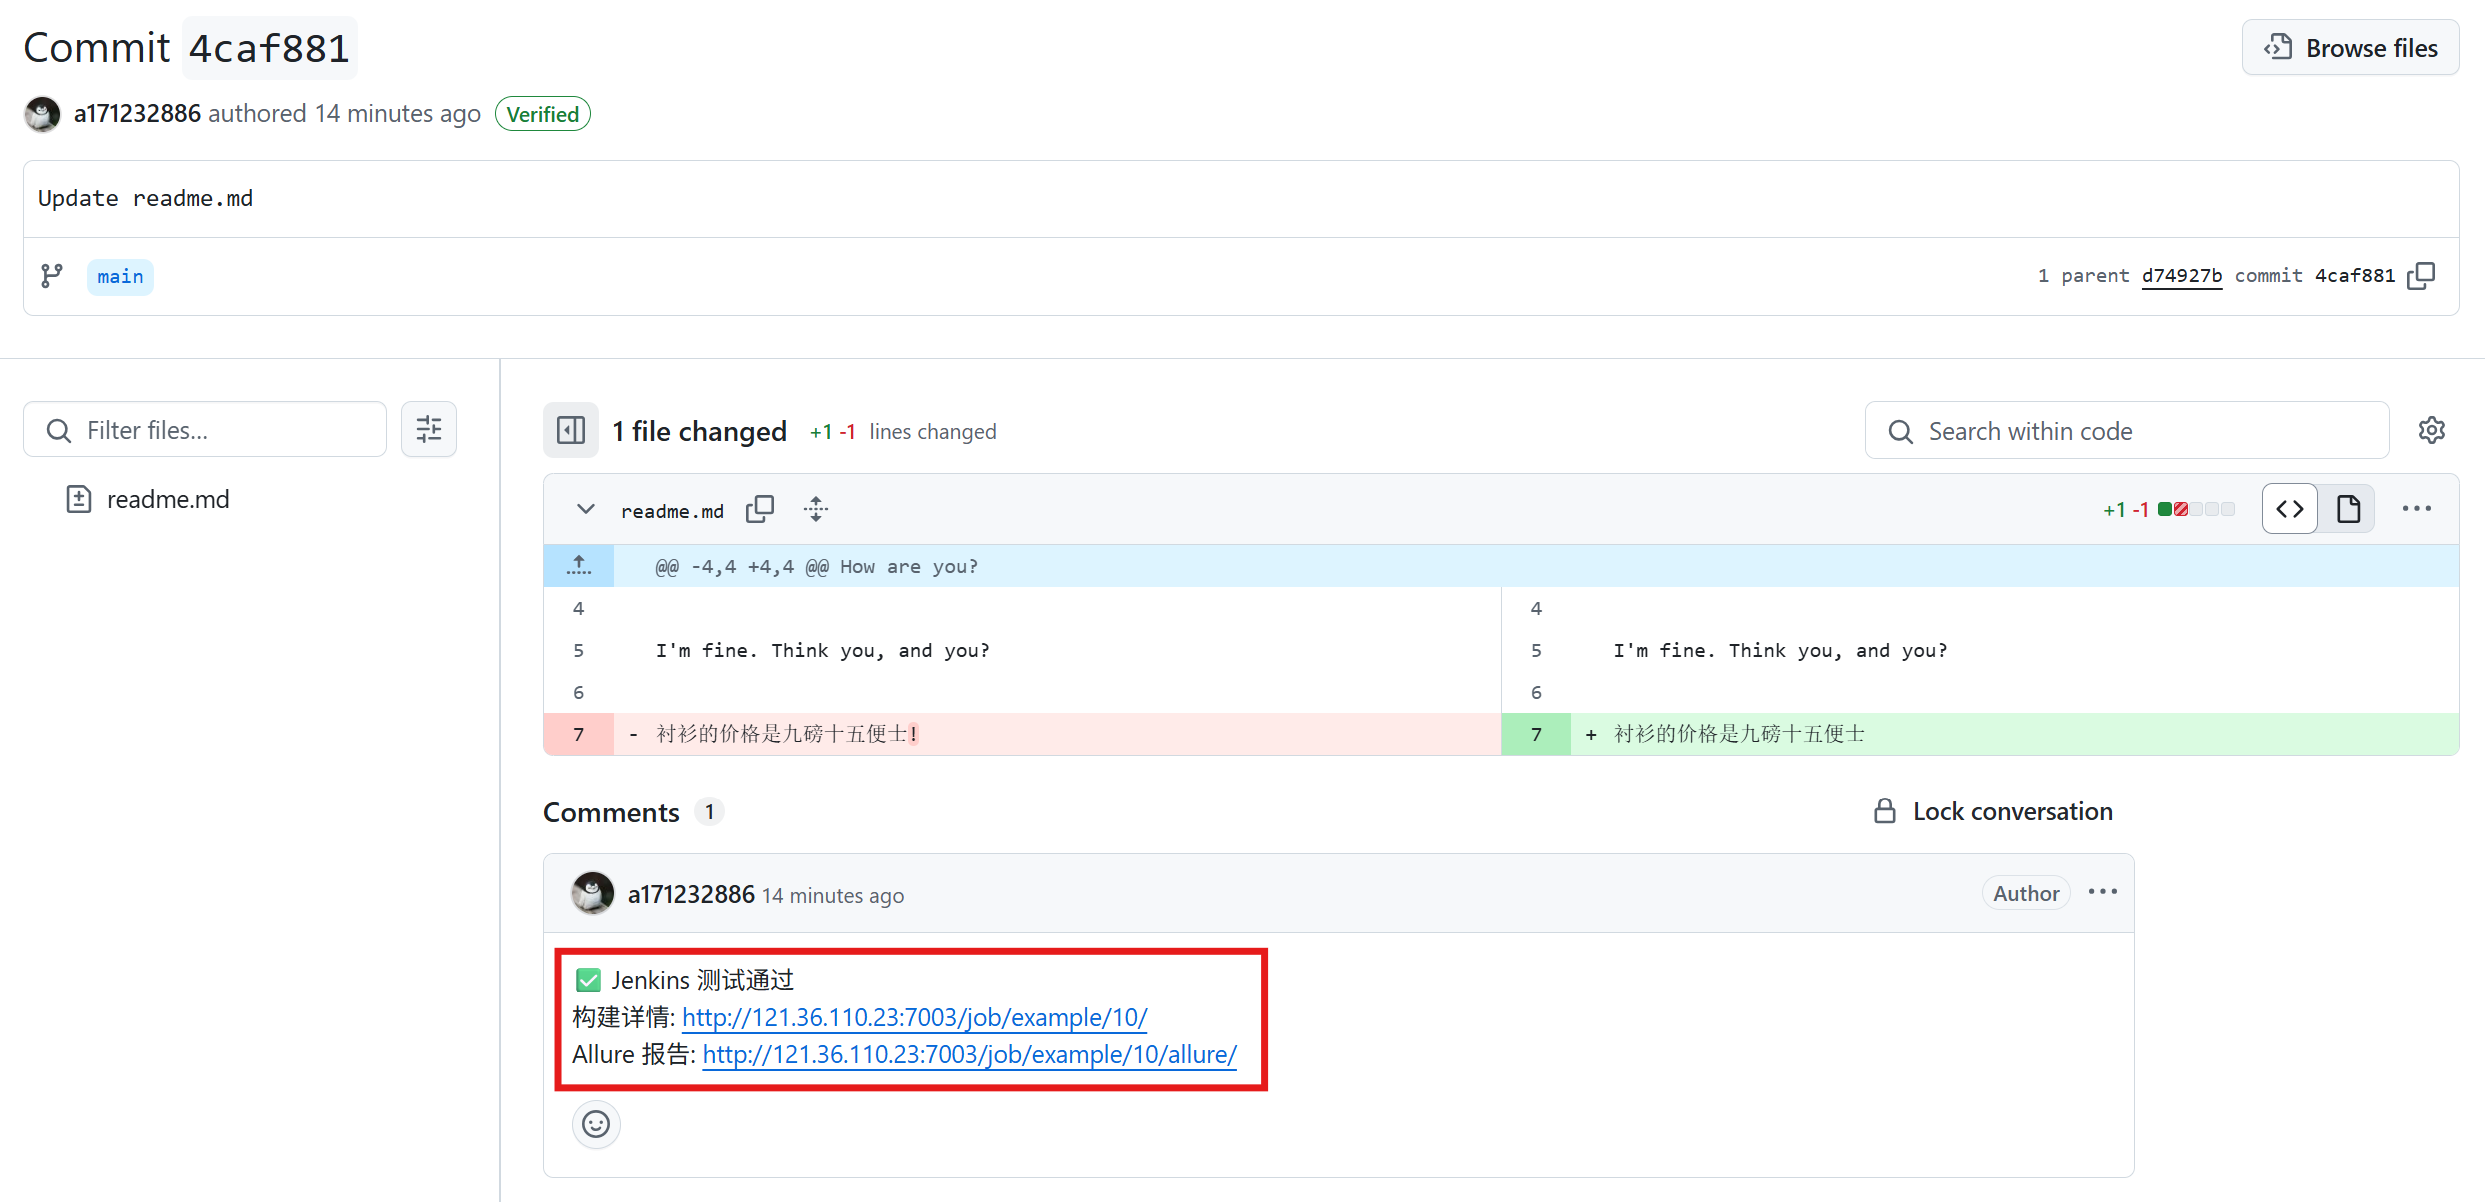 Commit 4caf881
Browse files
a171232886 authored 14 minutes ago Verified
Update readme.md
main
1 parent d74927b commit 4caf881
Filter files...
readme.md
1 file changed +1 -1 lines changed
Search within code
readme.md
+1 -1
@@ -4,4 +4,4 @@ How are you?
4
4
5 I'm fine. Think you, and you?
5 I'm fine. Think you, and you?
6
6
7 - 衬衫的价格是九磅十五便士!
7 + 衬衫的价格是九磅十五便士
Comments 1
Lock conversation
a171232886 14 minutes ago
Author
✅ Jenkins 测试通过
构建详情: http://121.36.110.23:7003/job/example/10/
Allure 报告: http://121.36.110.23:7003/job/example/10/allure/